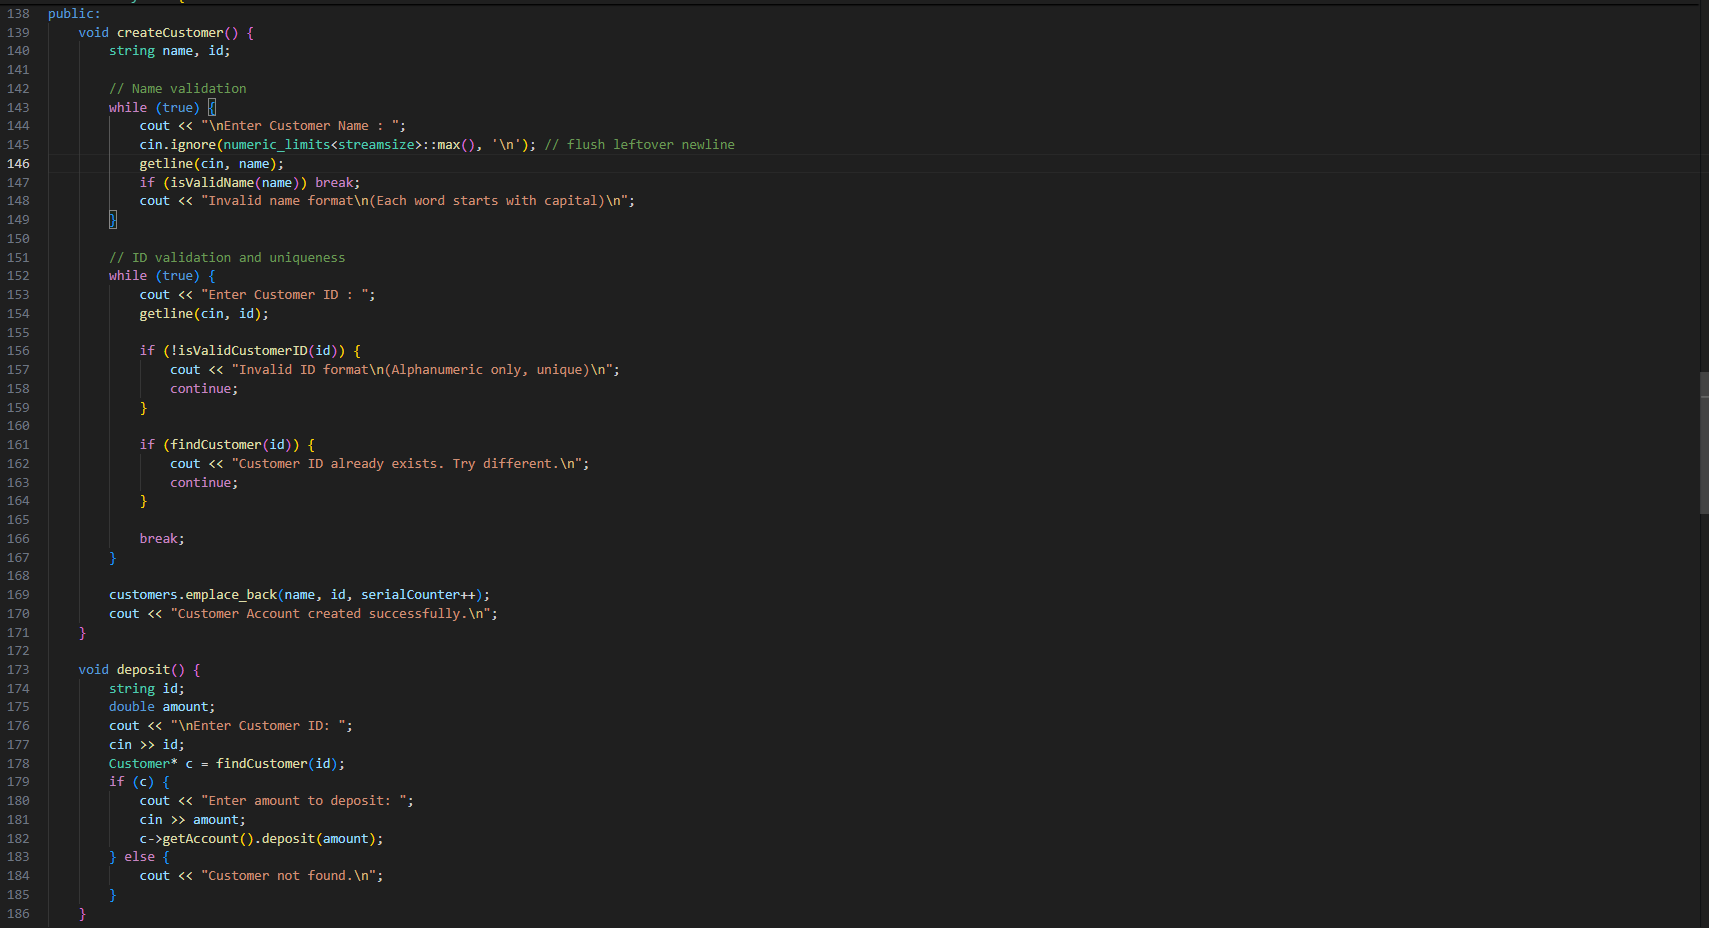 138 public:
139     void createCustomer() {
140         string name, id;
141
142         // Name validation
143         while (true) {
144             cout << "\nEnter Customer Name : ";
145             cin.ignore(numeric_limits<streamsize>::max(), '\n'); // flush leftover newline
146             getline(cin, name);
147             if (isValidName(name)) break;
148             cout << "Invalid name format\n(Each word starts with capital)\n";
149         }
150
151         // ID validation and uniqueness
152         while (true) {
153             cout << "Enter Customer ID : ";
154             getline(cin, id);
155
156             if (!isValidCustomerID(id)) {
157                 cout << "Invalid ID format\n(Alphanumeric only, unique)\n";
158                 continue;
159             }
160
161             if (findCustomer(id)) {
162                 cout << "Customer ID already exists. Try different.\n";
163                 continue;
164             }
165
166             break;
167         }
168
169         customers.emplace_back(name, id, serialCounter++);
170         cout << "Customer Account created successfully.\n";
171     }
172
173     void deposit() {
174         string id;
175         double amount;
176         cout << "\nEnter Customer ID: ";
177         cin >> id;
178         Customer* c = findCustomer(id);
179         if (c) {
180             cout << "Enter amount to deposit: ";
181             cin >> amount;
182             c->getAccount().deposit(amount);
183         } else {
184             cout << "Customer not found.\n";
185         }
186     }